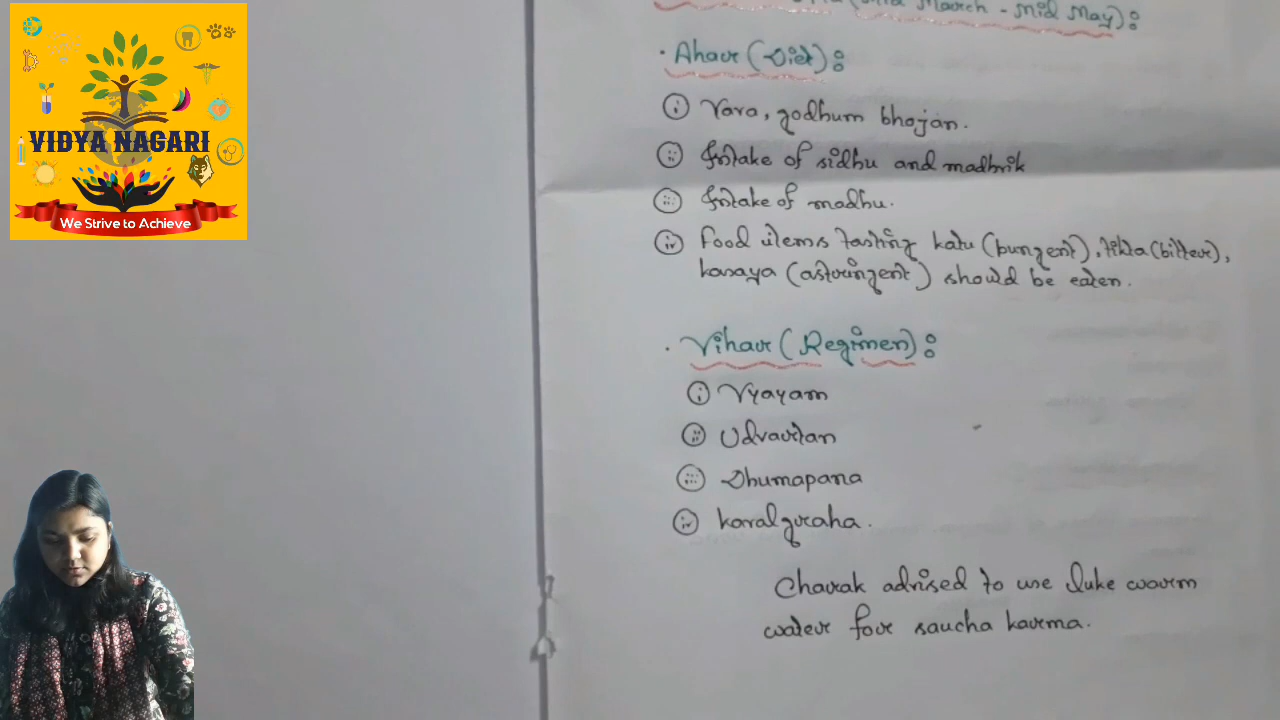 VIDYA NAGARI
We Strive to Achieve
(Mid March - Mid May):
• Ahar (Diet):
(i) Yava, godhum bhojan.
(ii) Intake of sidhu and madhvik
(iii) Intake of madhu.
(iv) Food items tasting katu (pungent), tikta (bitter),
kasaya (astringent) should be eaten.
• Vihar (Regimen):
(i) Vyayam
(ii) Udvartan
(iii) Dhumapana
(iv) kavalgraha.
Charak advised to use luke warm
water for saucha karma.